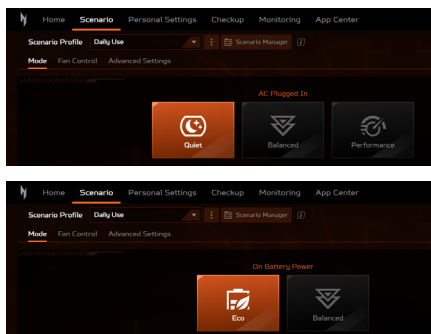 Home Scenario Personal Settings Checkup Monitoring App Center
Scenario Profile Daily Use Scenario Manager
Mode Fan Control Advanced Settings
AC Plugged In
Quiet Balanced Performance
Home Scenario Personal Settings Checkup Monitoring App Center
Scenario Profile Daily Use Scenario Manager
Mode Fan Control Advanced Settings
On Battery Power
Eco Balanced